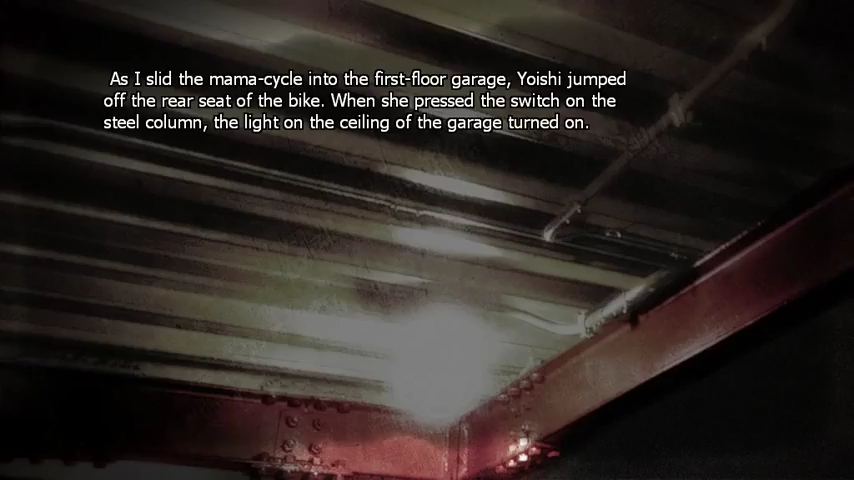 As I slid the mama-cycle into the first-floor garage, Yoishi jumped
off the rear seat of the bike. When she pressed the switch on the
steel column, the light on the ceiling of the garage turned on.